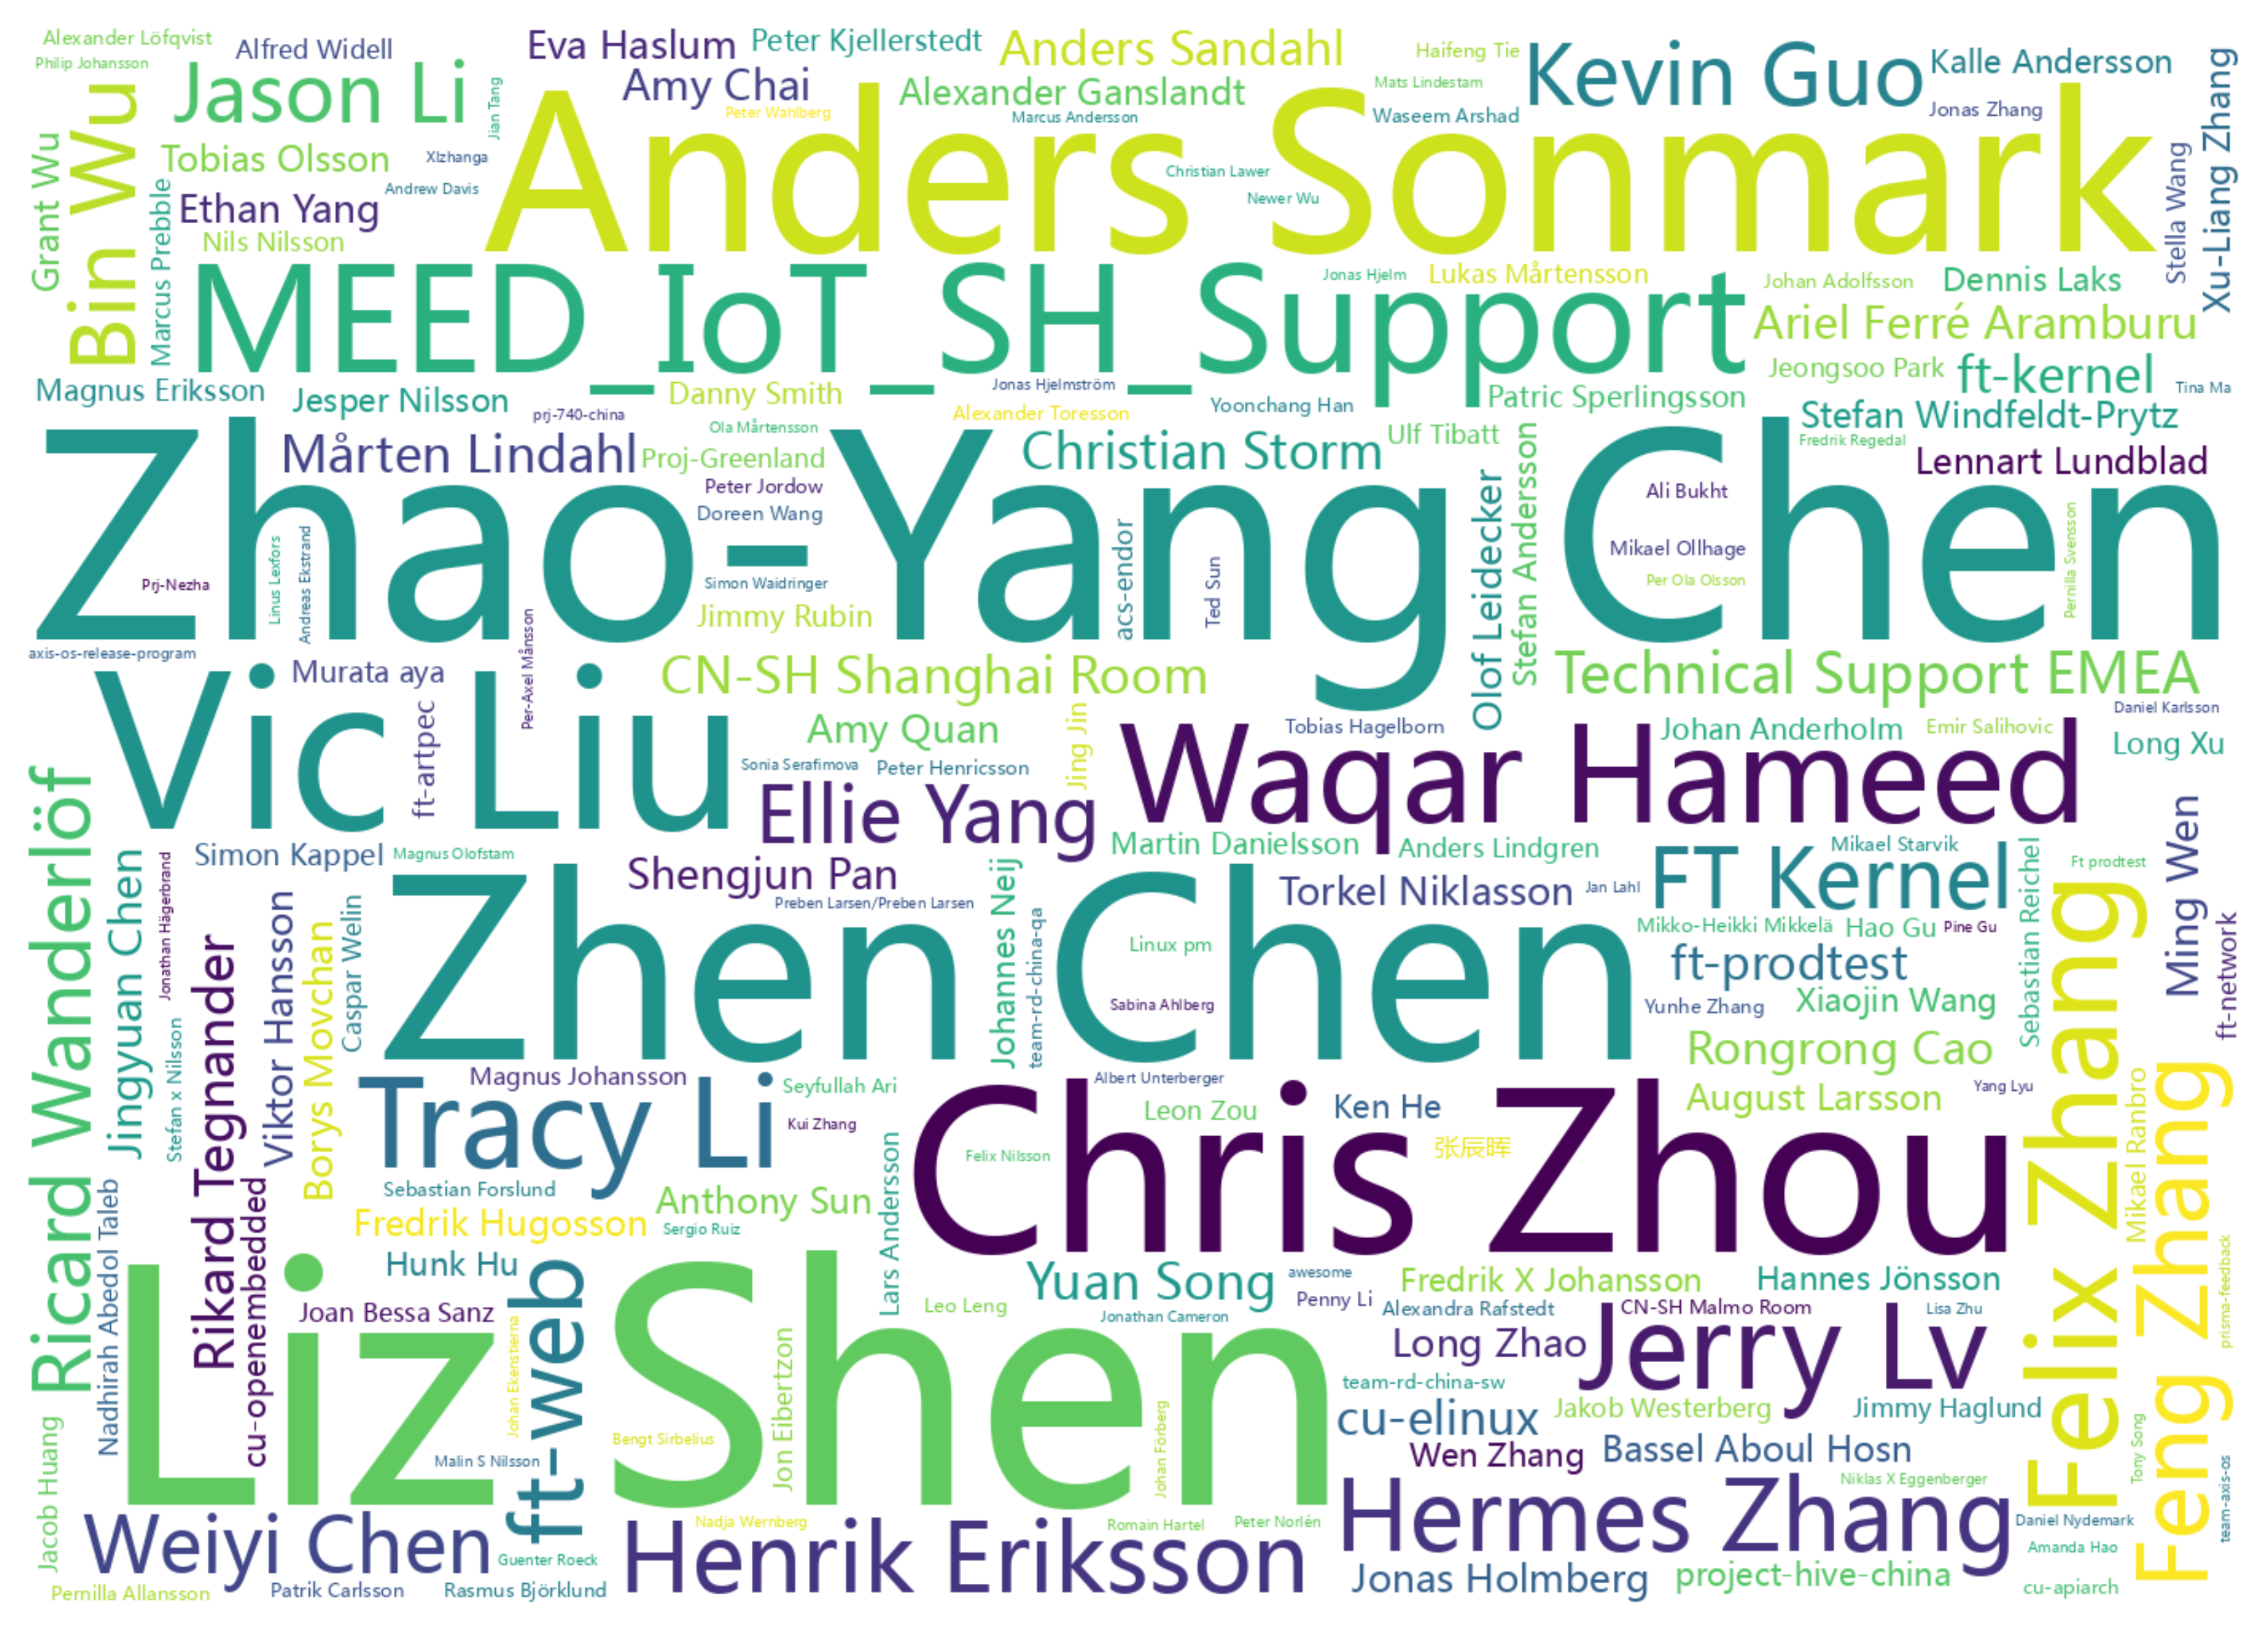 Alexander Löfqvist
Alfred Widell
Eva Haslum
Peter Kjellerstedt
Anders Sandahl
Haifeng Tie
Kevin Guo
Kalle Andersson
Philip Johansson
Jason Li
Jian Tang
Amy Chai
Alexander Ganslandt
Mats Lindestam
Peter Wahlberg
Marcus Andersson
Waseem Arshad
Jonas Zhang
Bin Wu
Grant Wu
Tobias Olsson
Xlzhanga
Anders Sonmark
Christian Lawer
Stella Wang
Xu-Liang Zhang
Marcus Prebble
Ethan Yang
Andrew Davis
Newer Wu
Nils Nilsson
MEED_IoT_SH_Support
Jonas Hjelm
Lukas Mårtensson
Johan Adolfsson
Dennis Laks
Ariel Ferré Aramburu
Magnus Eriksson
Jesper Nilsson
Danny Smith
Jonas Hjelmström
Patric Sperlingsson
Jeongsoo Park
ft-kernel
Tina Ma
prj-740-china
Alexander Toresson
Yoonchang Han
Stefan Windfeldt-Prytz
Ola Mårtensson
Ulf Tibatt
Fredrik Regedal
Mårten Lindahl
Proj-Greenland
Christian Storm
Lennart Lundblad
Zhao-Yang Chen
Peter Jordow
Doreen Wang
Olof Leidecker
Stefan Andersson
Ali Bukht
Prj-Nezha
Linus Lexfors
Andreas Ekstrand
Simon Waidringer
acs-endor
Ted Sun
Mikael Ollhage
Per Ola Olsson
Pernilla Svensson
Jimmy Rubin
axis-os-release-program
Murata aya
Per-Axel Månsson
CN-SH Shanghai Room
Technical Support EMEA
Vic Liu
ft-artpec
Amy Quan
Jing Jin
Tobias Hagelborn
Johan Anderholm
Emir Salihovic
Daniel Karlsson
Long Xu
Sonia Serafimova
Peter Henricsson
Waqar Hameed
Ricard Wanderlöf
Ellie Yang
Ming Wen
Simon Kappel
Magnus Olofstam
Martin Danielsson
Anders Lindgren
Mikael Starvik
Ft prodtest
Jingyuan Chen
Jonathan Hägerbrand
Shengjun Pan
Johannes Neij
Torkel Niklasson
Jan Lahl
FT Kernel
Sebastian Reichel
Felix Zhang
Rikard Tegnander
Viktor Hansson
Borys Movchan
Caspar Welin
Zhen Chen
Preben Larsen/Preben Larsen
team-rd-china-qa
Linux pm
Mikko-Heikki Mikkelä
Hao Gu
Pine Gu
ft-network
ft-prodtest
Sabina Ahlberg
Yunhe Zhang
Xiaojin Wang
Stefan x Nilsson
Rongrong Cao
Magnus Johansson
Seyfullah Ari
Albert Unterberger
Yang Lyu
Mikael Ranbro
Feng Zhang
Tracy Li
Kui Zhang
Leon Zou
Ken He
August Larsson
Chris Zhou
Felix Nilsson
张辰晖
Nadhirah Abedol Taleb
cu-openembedded
Sebastian Forslund
Anthony Sun
Lars Andersson
Fredrik Hugosson
Sergio Ruiz
prisma-feedback
Hunk Hu
ft-web
Yuan Song
awesome
Fredrik X Johansson
Hannes Jönsson
Liz Shen
Joan Bessa Sanz
Leo Leng
Jonathan Cameron
Penny Li
Alexandra Rafstedt
CN-SH Malmo Room
Lisa Zhu
Johan Ekenstierna
Jon Eibertzon
Long Zhao
Jerry Lv
team-rd-china-sw
Jacob Huang
Bengt Sirbelius
Johan Förberg
cu-elinux
Jakob Westerberg
Jimmy Haglund
Tony Song
Malin S Nilsson
Wen Zhang
Bassel Aboul Hosn
team-axis-os
Niklas X Eggenberger
Weiyi Chen
Nadja Wernberg
Romain Hartel
Peter Norlén
Hermes Zhang
Daniel Nydemark
Guenter Roeck
Henrik Eriksson
Amanda Hao
Pernilla Allansson
Patrik Carlsson
Rasmus Björklund
Jonas Holmberg
project-hive-china
cu-apiarch